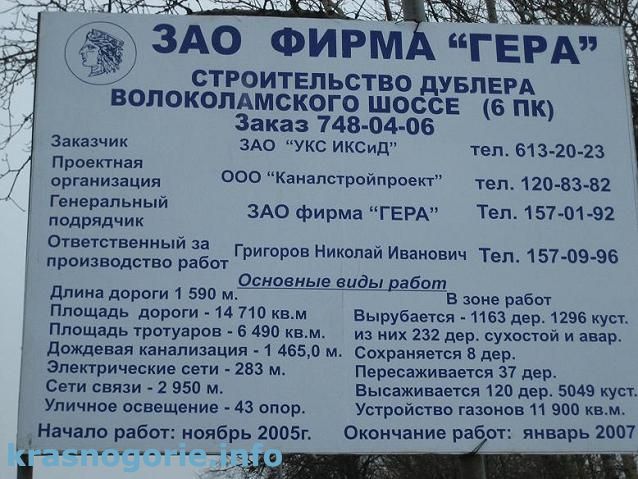 ЗАО ФИРМА “ГЕРА”
СТРОИТЕЛЬСТВО ДУБЛЕРА
ВОЛОКОЛАМСКОГО ШОССЕ (6 ПК)
Заказ 748-04-06
Заказчик ЗАО “УКС ИКСиД” тел. 613-20-23
Проектная
организация ООО “Каналстройпроект” тел. 120-83-82
Генеральный
подрядчик ЗАО фирма “ГЕРА” Тел. 157-01-92
Ответственный за
производство работ Григоров Николай Иванович Тел. 157-09-96
Основные виды работ
Длина дороги 1 590 м.
Площадь дороги - 14 710 кв.м
Площадь тротуаров - 6 490 кв.м.
Дождевая канализация - 1 465,0 м.
Электрические сети - 283 м.
Сети связи - 2 950 м.
Уличное освещение - 43 опор.
В зоне работ
Вырубается - 1163 дер. 1296 куст.
из них 232 дер. сухостой и авар.
Сохраняется 8 дер.
Пересаживается 37 дер.
Высаживается 120 дер. 5049 куст.
Устройство газонов 11 900 кв.м.
Начало работ: ноябрь 2005г. Окончание работ: январь 2007
krasnogorie.info